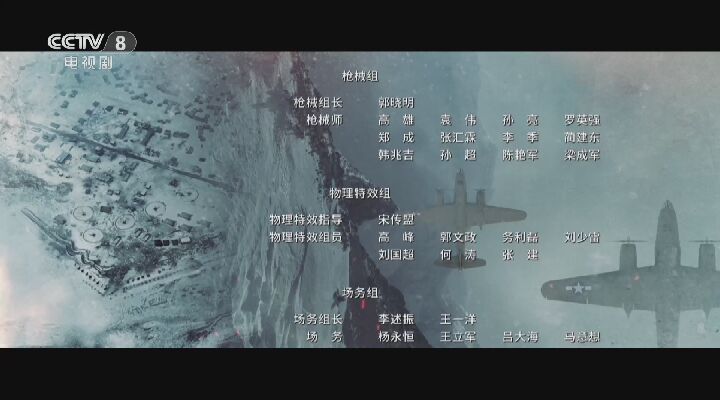 CCTV 8
电视剧
枪械组
枪械组长 郭晓明
枪械师 高 雄 袁 伟 孙 亮 罗英强
郑 成 张汇霖 李 季 蔺建东
韩兆吉 孙 超 陈艳军 梁成军
物理特效组
物理特效指导 宋传盟
物理特效组员 高 峰 郭文政 务利磊 刘少雷
刘国超 何 涛 张 建
场务组
场务组长 李述振 王一洋
场 务 杨永恒 王立军 吕大海 马意想